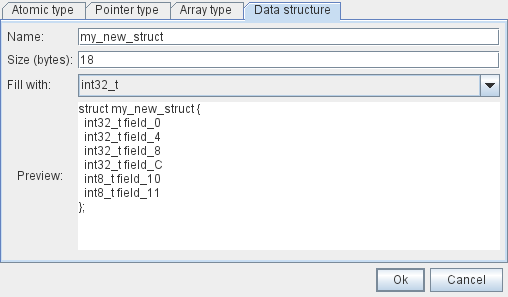 Atomic type Pointer type Array type Data structure
Name: my_new_struct
Size (bytes): 18
Fill with: int32_t
struct my_new_struct {
int32_t field_0
int32_t field_4
int32_t field_8
int32_t field_C
Preview: int8_t field_10
int8_t field_11
};
Ok Cancel